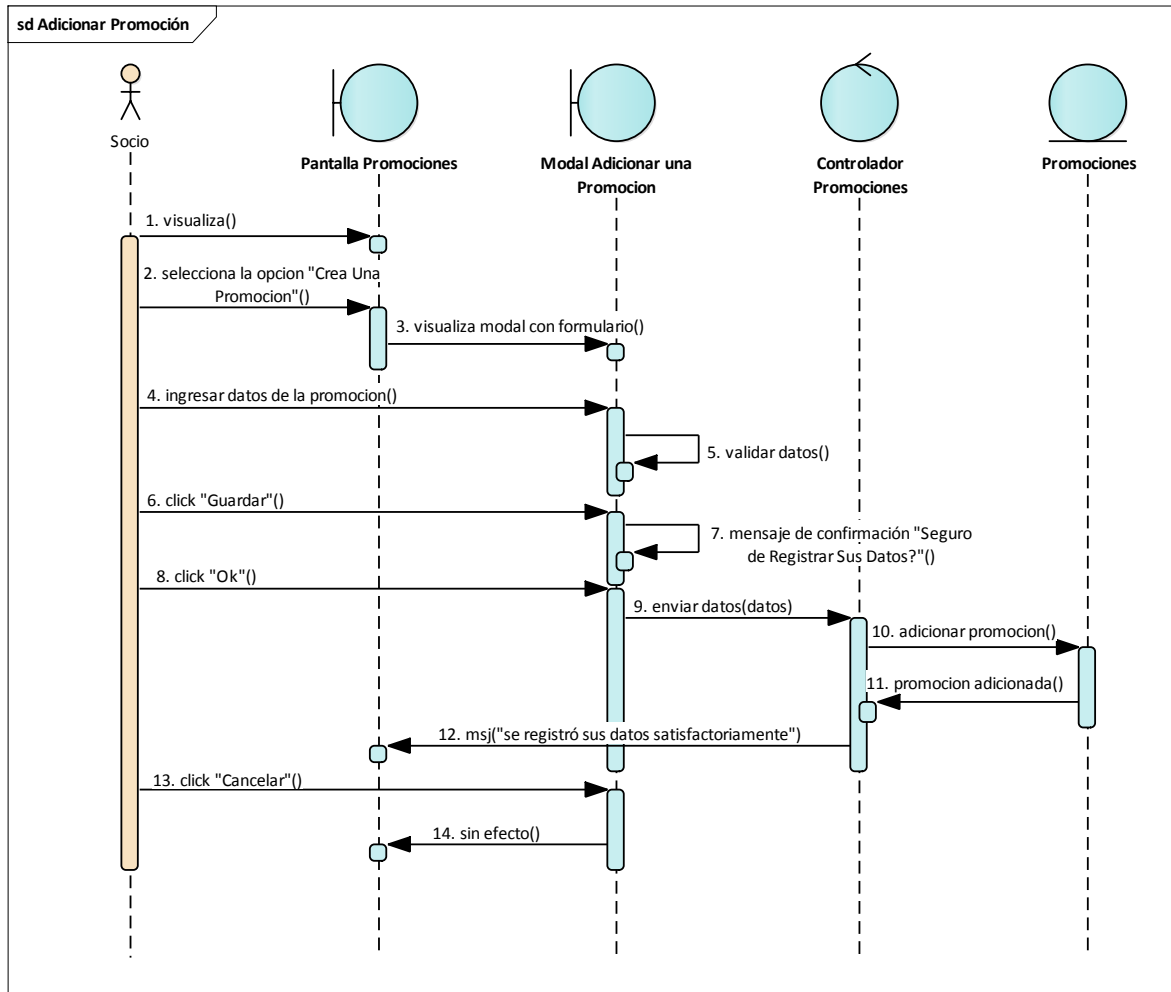 sd Adicionar Promoción
Socio
Pantalla Promociones
Modal Adicionar una
Promocion
Controlador
Promociones
Promociones
1. visualiza()
2. selecciona la opcion "Crea Una
Promocion"()
3. visualiza modal con formulario()
4. ingresar datos de la promocion()
5. validar datos()
6. click "Guardar"()
7. mensaje de confirmación "Seguro
de Registrar Sus Datos?"()
8. click "Ok"()
9. enviar datos(datos)
10. adicionar promocion()
11. promocion adicionada()
12. msj("se registró sus datos satisfactoriamente")
13. click "Cancelar"()
14. sin efecto()